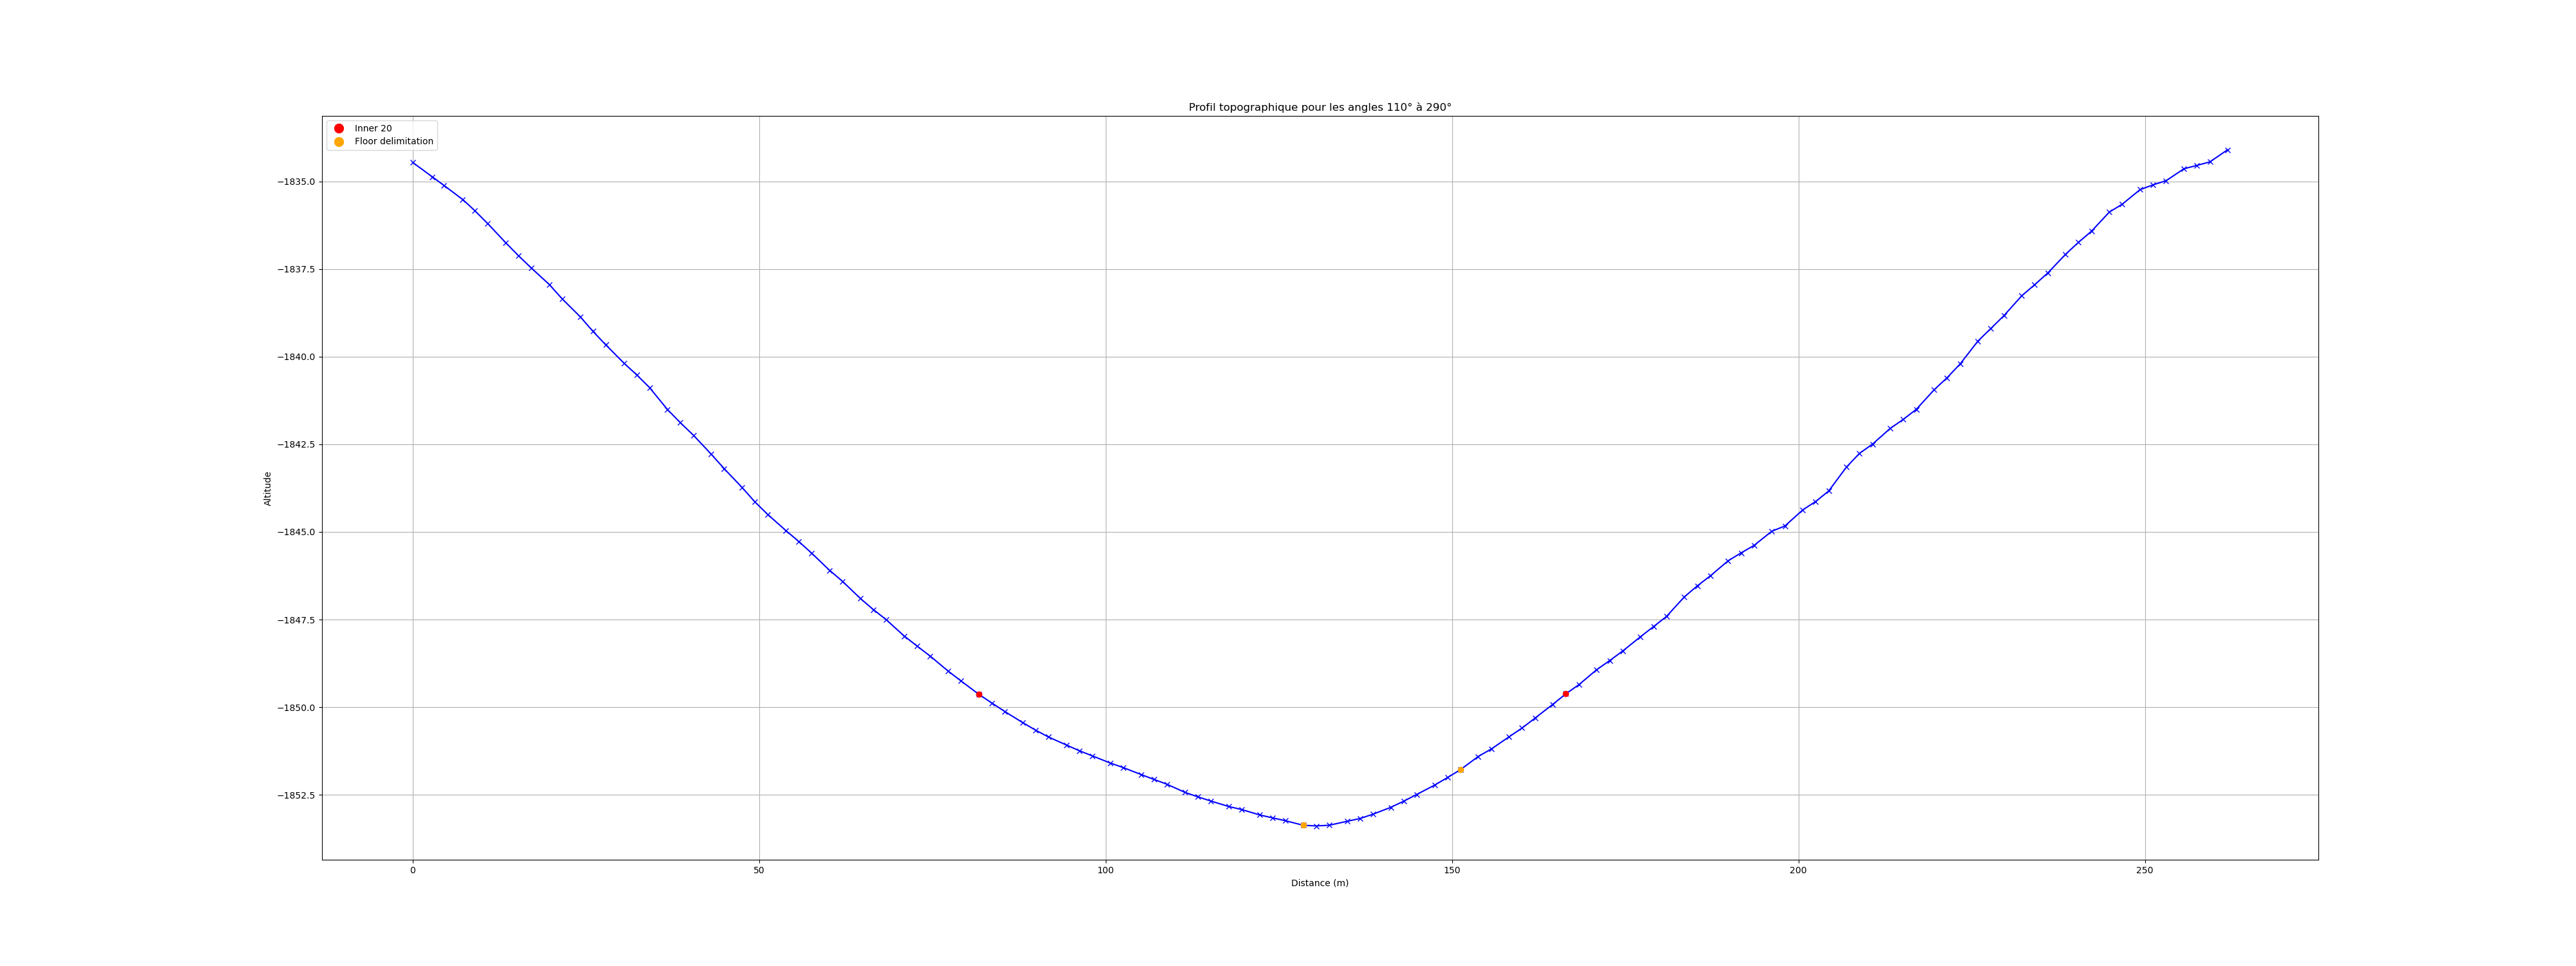 Profil topographique pour les angles 110° à 290°
Inner 20
Floor delimitation
−1835.0
−1837.5
−1840.0
−1842.5
−1845.0
−1847.5
−1850.0
−1852.5
Altitude
0 50 100 150 200 250
Distance (m)